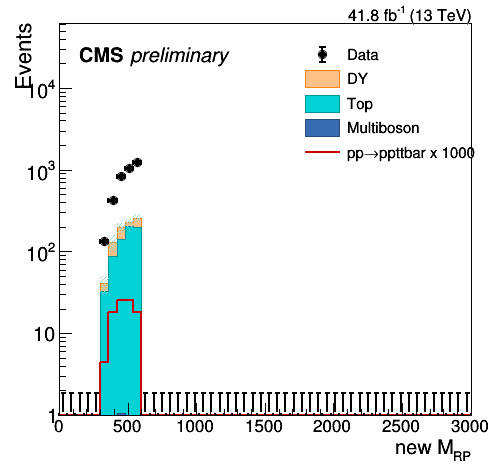 41.8 fb⁻¹ (13 TeV)
Events
CMS preliminary
Data
DY
Top
Multiboson
pp→ppttbar x 1000
10⁴
10³
10²
10
1
0 500 1000 1500 2000 2500 3000
new M_RP